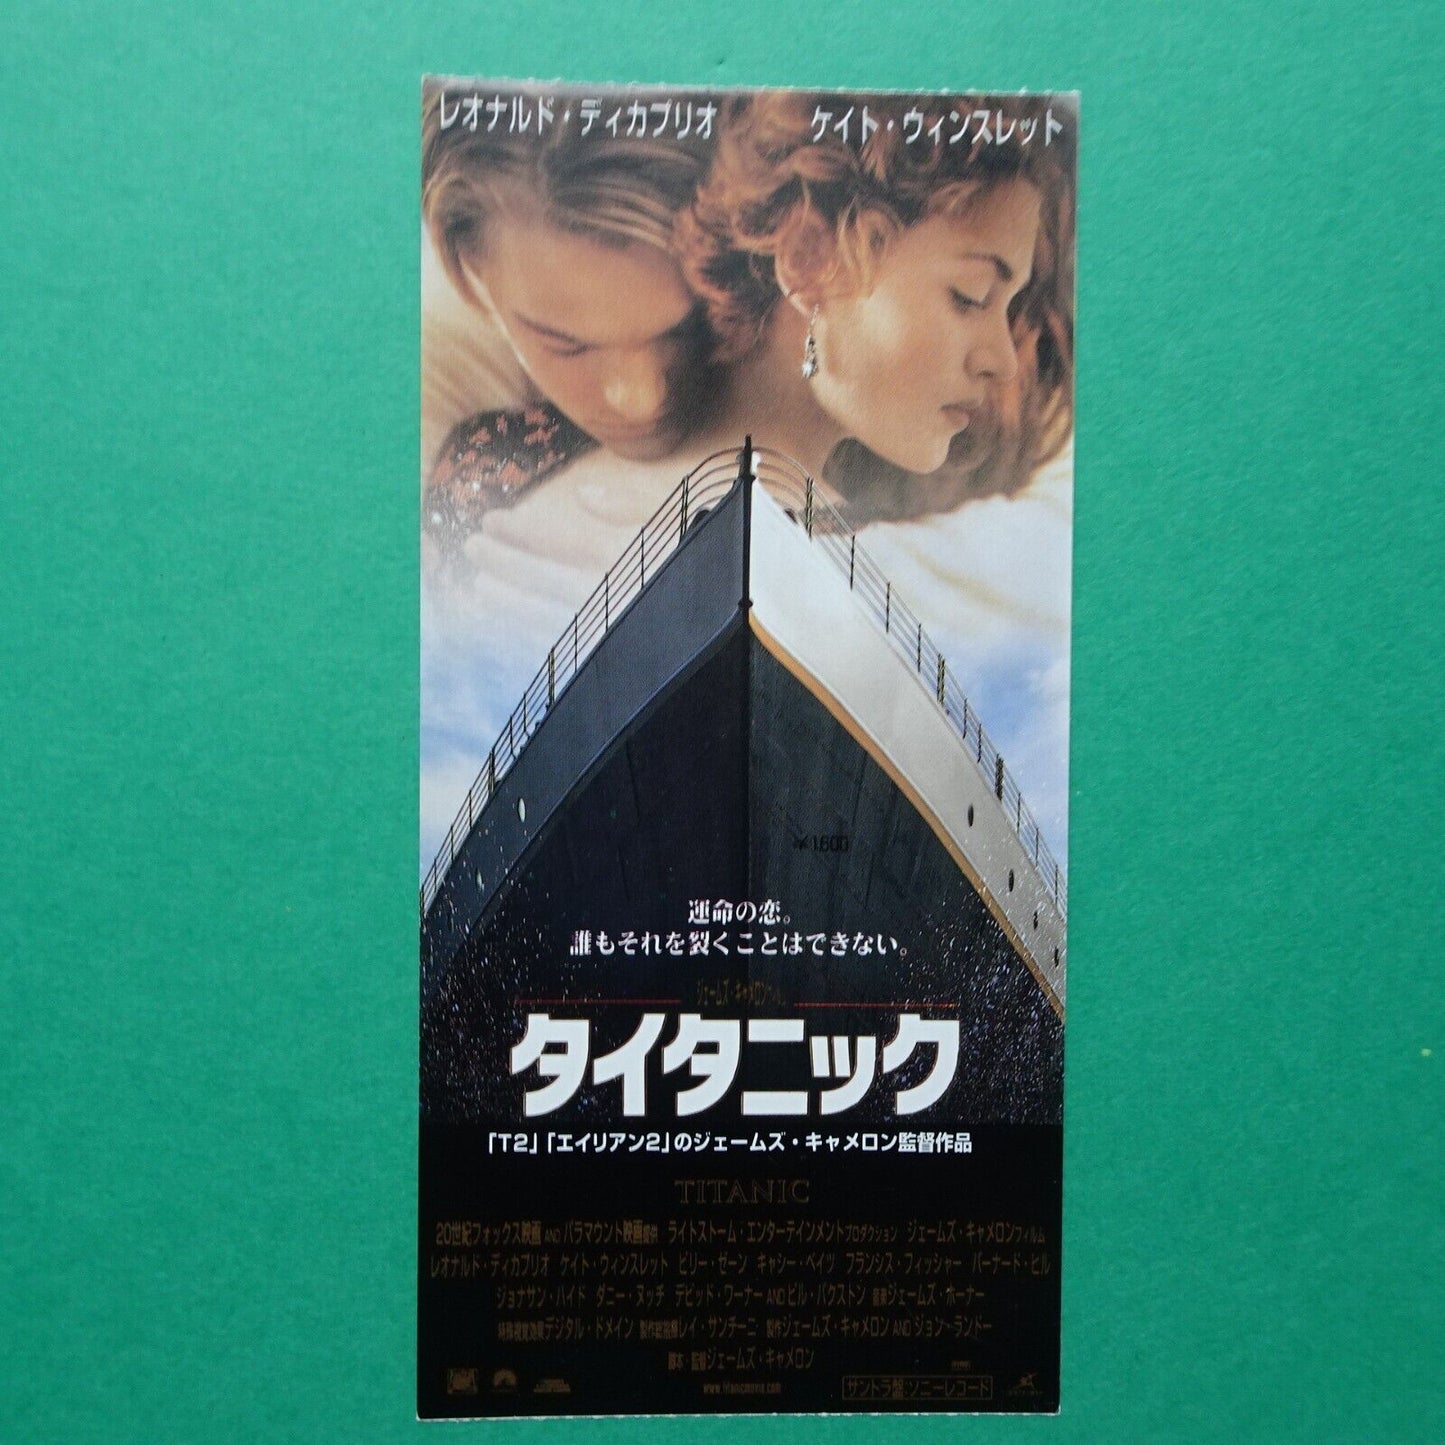 レオナルド・ディカプリオ ケイト・ウィンスレット
¥1,600
運命の恋。
誰もそれを裂くことはできない。
ジェームズ・キャメロンフィルム
タイタニック
「T2」「エイリアン2」のジェームズ・キャメロン監督作品
TITANIC
20世紀フォックス映画 AND パラマウント映画提供 ライトストーム・エンターテインメントプロダクション ジェームズ・キャメロンフィルム
レオナルド・ディカプリオ ケイト・ウィンスレット ビリー・ゼーン キャシー・ベイツ フランシス・フィッシャー バーナード・ヒル
ジョナサン・ハイド ダニー・ヌッチ デビッド・ワーナー AND ビル・パクストン 音楽ジェームズ・ホーナー
特殊視覚効果デジタル・ドメイン 製作総指揮レイ・サンチーニ 製作ジェームズ・キャメロン AND ジョン・ランドー
脚本・監督ジェームズ・キャメロン
www.titanicmovie.com サントラ盤:ソニーレコード